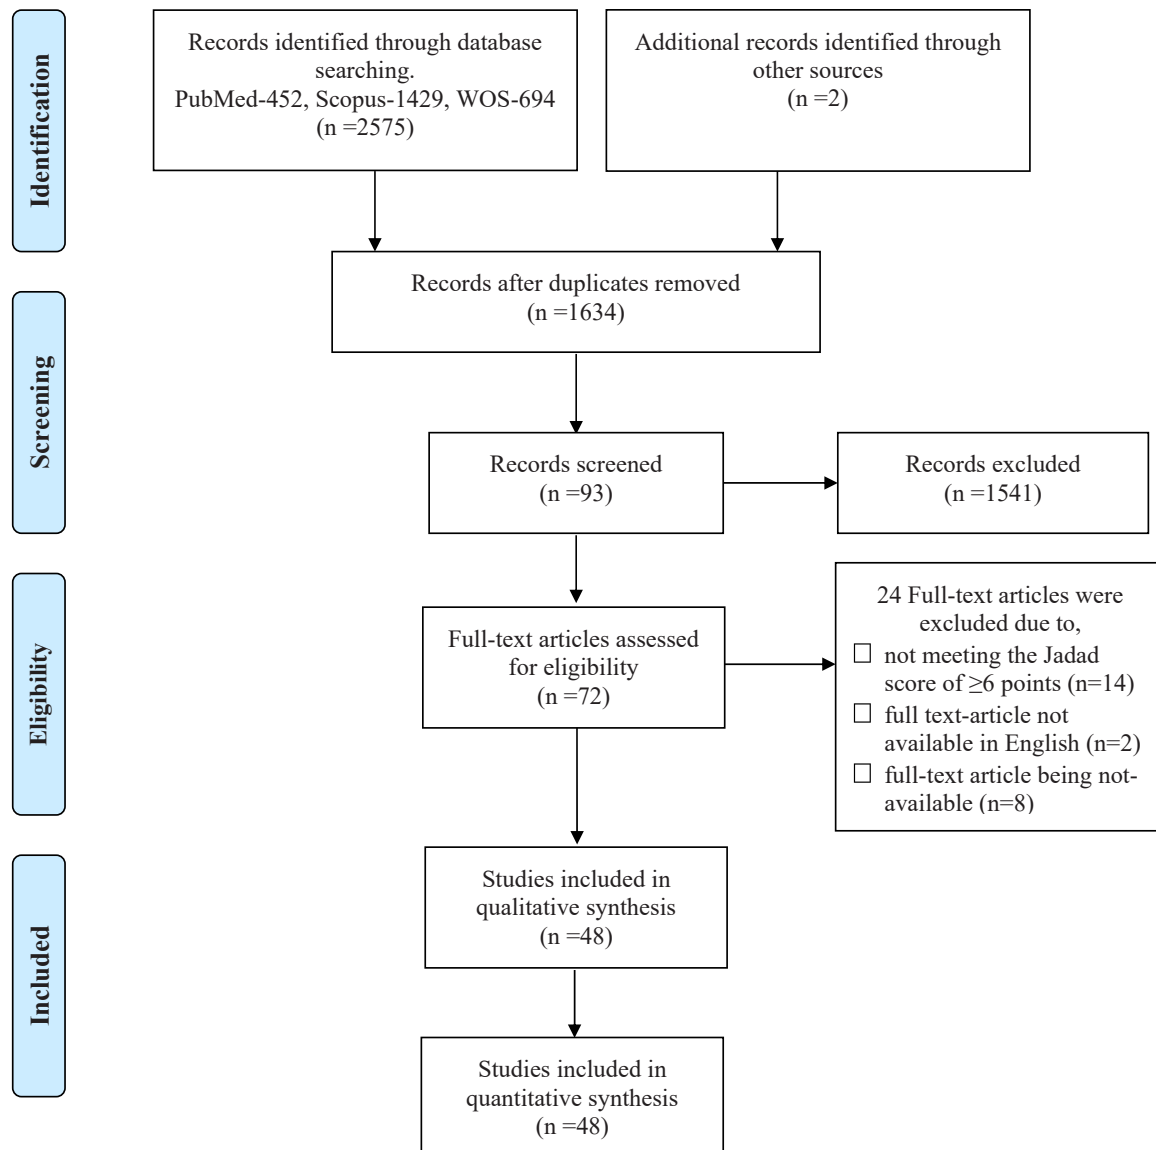 Identification
Records identified through database
searching.
PubMed-452, Scopus-1429, WOS-694
(n =2575)
Additional records identified through
other sources
(n =2)
Records after duplicates removed
(n =1634)
Screening
Records screened
(n =93)
Records excluded
(n =1541)
Eligibility
Full-text articles assessed
for eligibility
(n =72)
24 Full-text articles were
excluded due to,
☐ not meeting the Jadad
score of ≥6 points (n=14)
☐ full text-article not
available in English (n=2)
☐ full-text article being not-
available (n=8)
Included
Studies included in
qualitative synthesis
(n =48)
Studies included in
quantitative synthesis
(n =48)